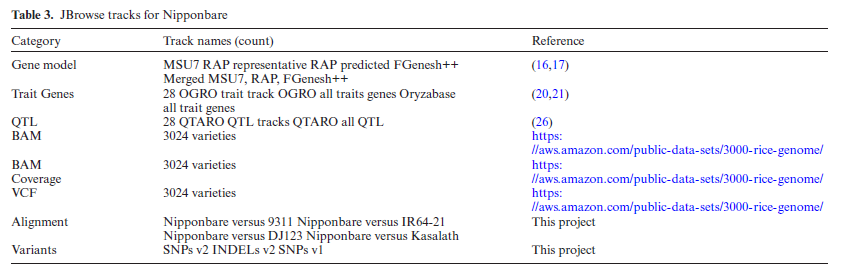 Table 3. JBrowse tracks for Nipponbare
Category Track names (count) Reference
Gene model MSU7 RAP representative RAP predicted FGenesh++ (16,17)
Merged MSU7, RAP, FGenesh++
Trait Genes 28 OGRO trait track OGRO all traits genes Oryzabase (20,21)
all trait genes
QTL 28 QTARO QTL tracks QTARO all QTL (26)
BAM 3024 varieties https:
//aws.amazon.com/public-data-sets/3000-rice-genome/
BAM 3024 varieties https:
Coverage //aws.amazon.com/public-data-sets/3000-rice-genome/
VCF 3024 varieties https:
//aws.amazon.com/public-data-sets/3000-rice-genome/
Alignment Nipponbare versus 9311 Nipponbare versus IR64-21 This project
Nipponbare versus DJ123 Nipponbare versus Kasalath
Variants SNPs v2 INDELs v2 SNPs v1 This project